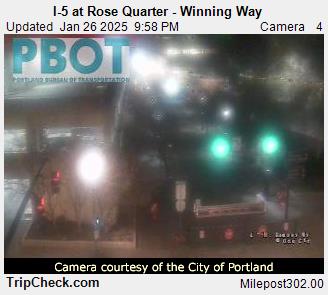 I-5 at Rose Quarter - Winning Way
Updated Jan 26 2025 9:58 PM Camera 4
PBOT
PORTLAND BUREAU OF TRANSPORTATION
Camera courtesy of the City of Portland
TripCheck.com Milepost302.00